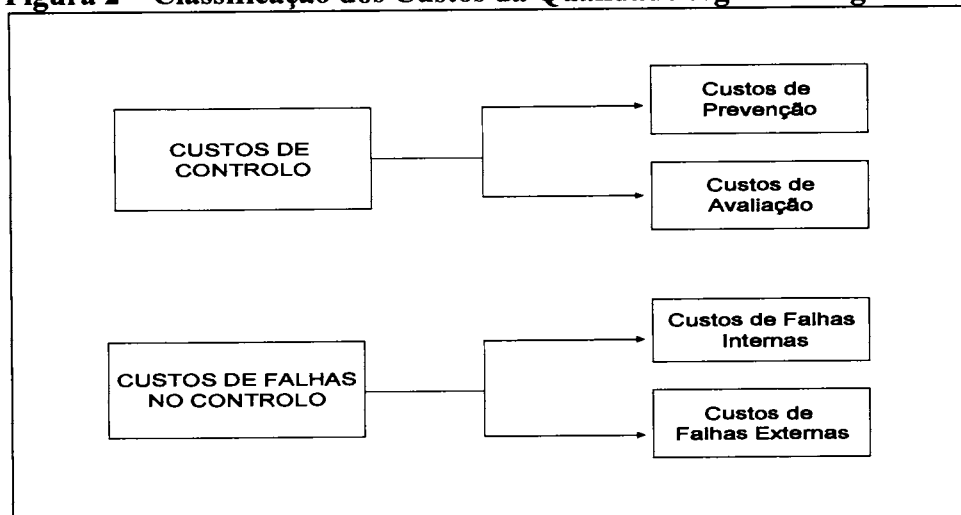 Figura 2 – Classificação dos Custos da Qualidade
Custos de
Prevenção
CUSTOS DE
CONTROLO
Custos de
Avaliação
Custos de Falhas
Internas
CUSTOS DE FALHAS
NO CONTROLO
Custos de
Falhas Externas